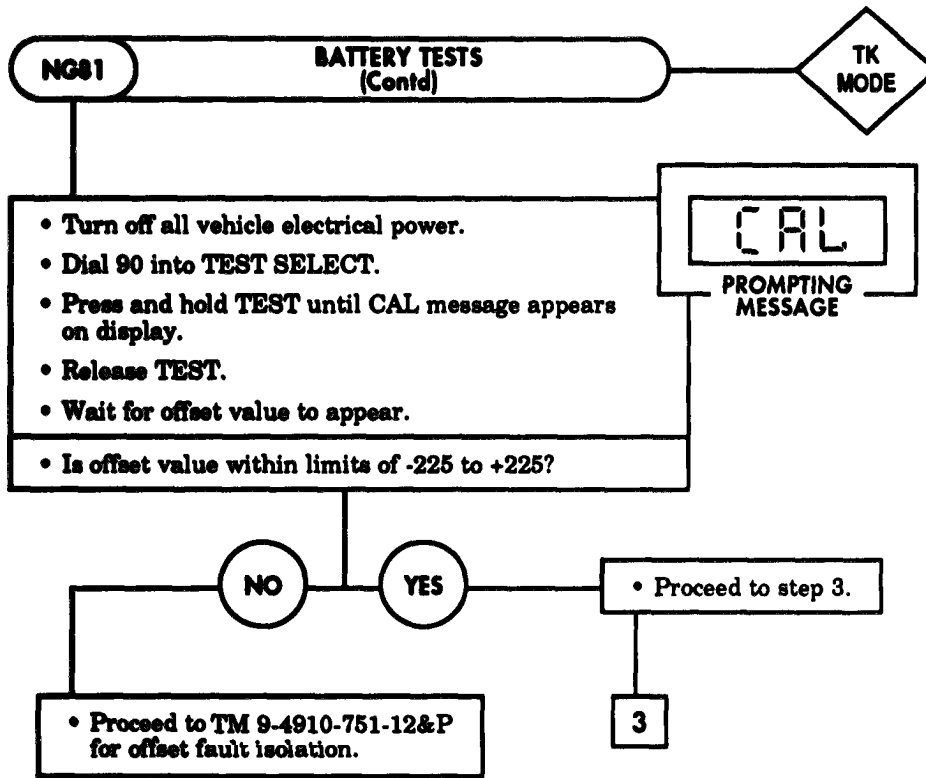 NG81
BATTERY TESTS
(Contd)
TK
MODE
• Turn off all vehicle electrical power.
• Dial 90 into TEST SELECT.
• Press and hold TEST until CAL message appears
on display.
• Release TEST.
• Wait for offset value to appear.
CAL
PROMPTING
MESSAGE
• Is offset value within limits of -225 to +225?
NO
YES
• Proceed to step 3.
• Proceed to TM 9-4910-751-12&P
for offset fault isolation.
3